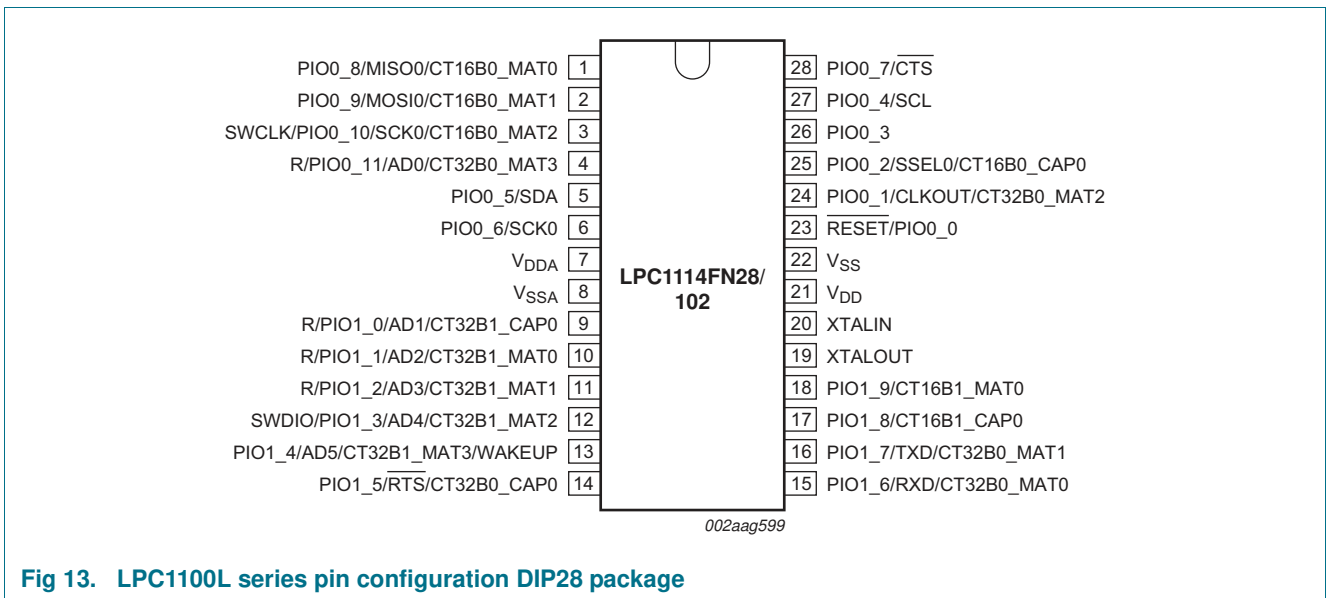 PIO0_8/MISO0/CT16B0_MAT0 1
PIO0_9/MOSI0/CT16B0_MAT1 2
SWCLK/PIO0_10/SCK0/CT16B0_MAT2 3
R/PIO0_11/AD0/CT32B0_MAT3 4
PIO0_5/SDA 5
PIO0_6/SCK0 6
VDDA 7
VSSA 8
R/PIO1_0/AD1/CT32B1_CAP0 9
R/PIO1_1/AD2/CT32B1_MAT0 10
R/PIO1_2/AD3/CT32B1_MAT1 11
SWDIO/PIO1_3/AD4/CT32B1_MAT2 12
PIO1_4/AD5/CT32B1_MAT3/WAKEUP 13
PIO1_5/RTS/CT32B0_CAP0 14
LPC1114FN28/
102
28 PIO0_7/CTS
27 PIO0_4/SCL
26 PIO0_3
25 PIO0_2/SSEL0/CT16B0_CAP0
24 PIO0_1/CLKOUT/CT32B0_MAT2
23 RESET/PIO0_0
22 VSS
21 VDD
20 XTALIN
19 XTALOUT
18 PIO1_9/CT16B1_MAT0
17 PIO1_8/CT16B1_CAP0
16 PIO1_7/TXD/CT32B0_MAT1
15 PIO1_6/RXD/CT32B0_MAT0
002aag599
Fig 13. LPC1100L series pin configuration DIP28 package